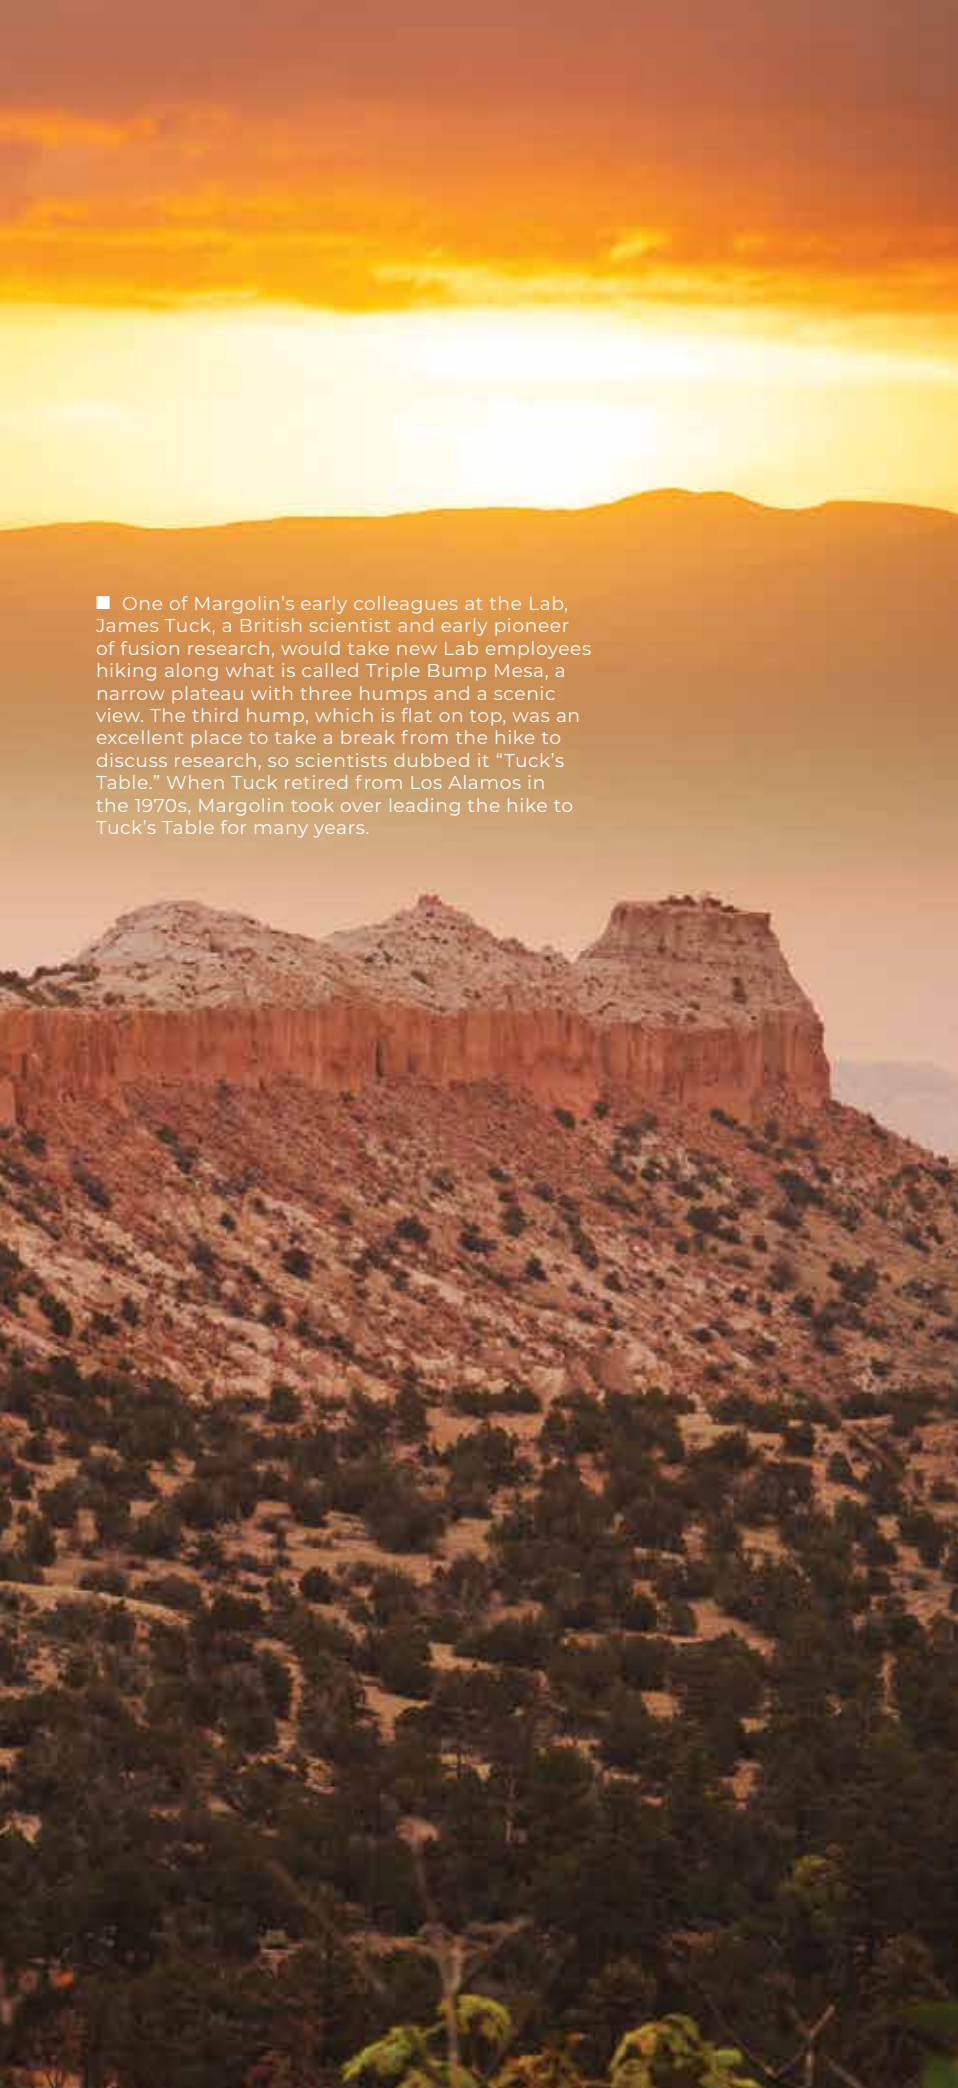 ■ One of Margolin’s early colleagues at the Lab,
James Tuck, a British scientist and early pioneer
of fusion research, would take new Lab employees
hiking along what is called Triple Bump Mesa, a
narrow plateau with three humps and a scenic
view. The third hump, which is flat on top, was an
excellent place to take a break from the hike to
discuss research, so scientists dubbed it “Tuck’s
Table.” When Tuck retired from Los Alamos in
the 1970s, Margolin took over leading the hike to
Tuck’s Table for many years.